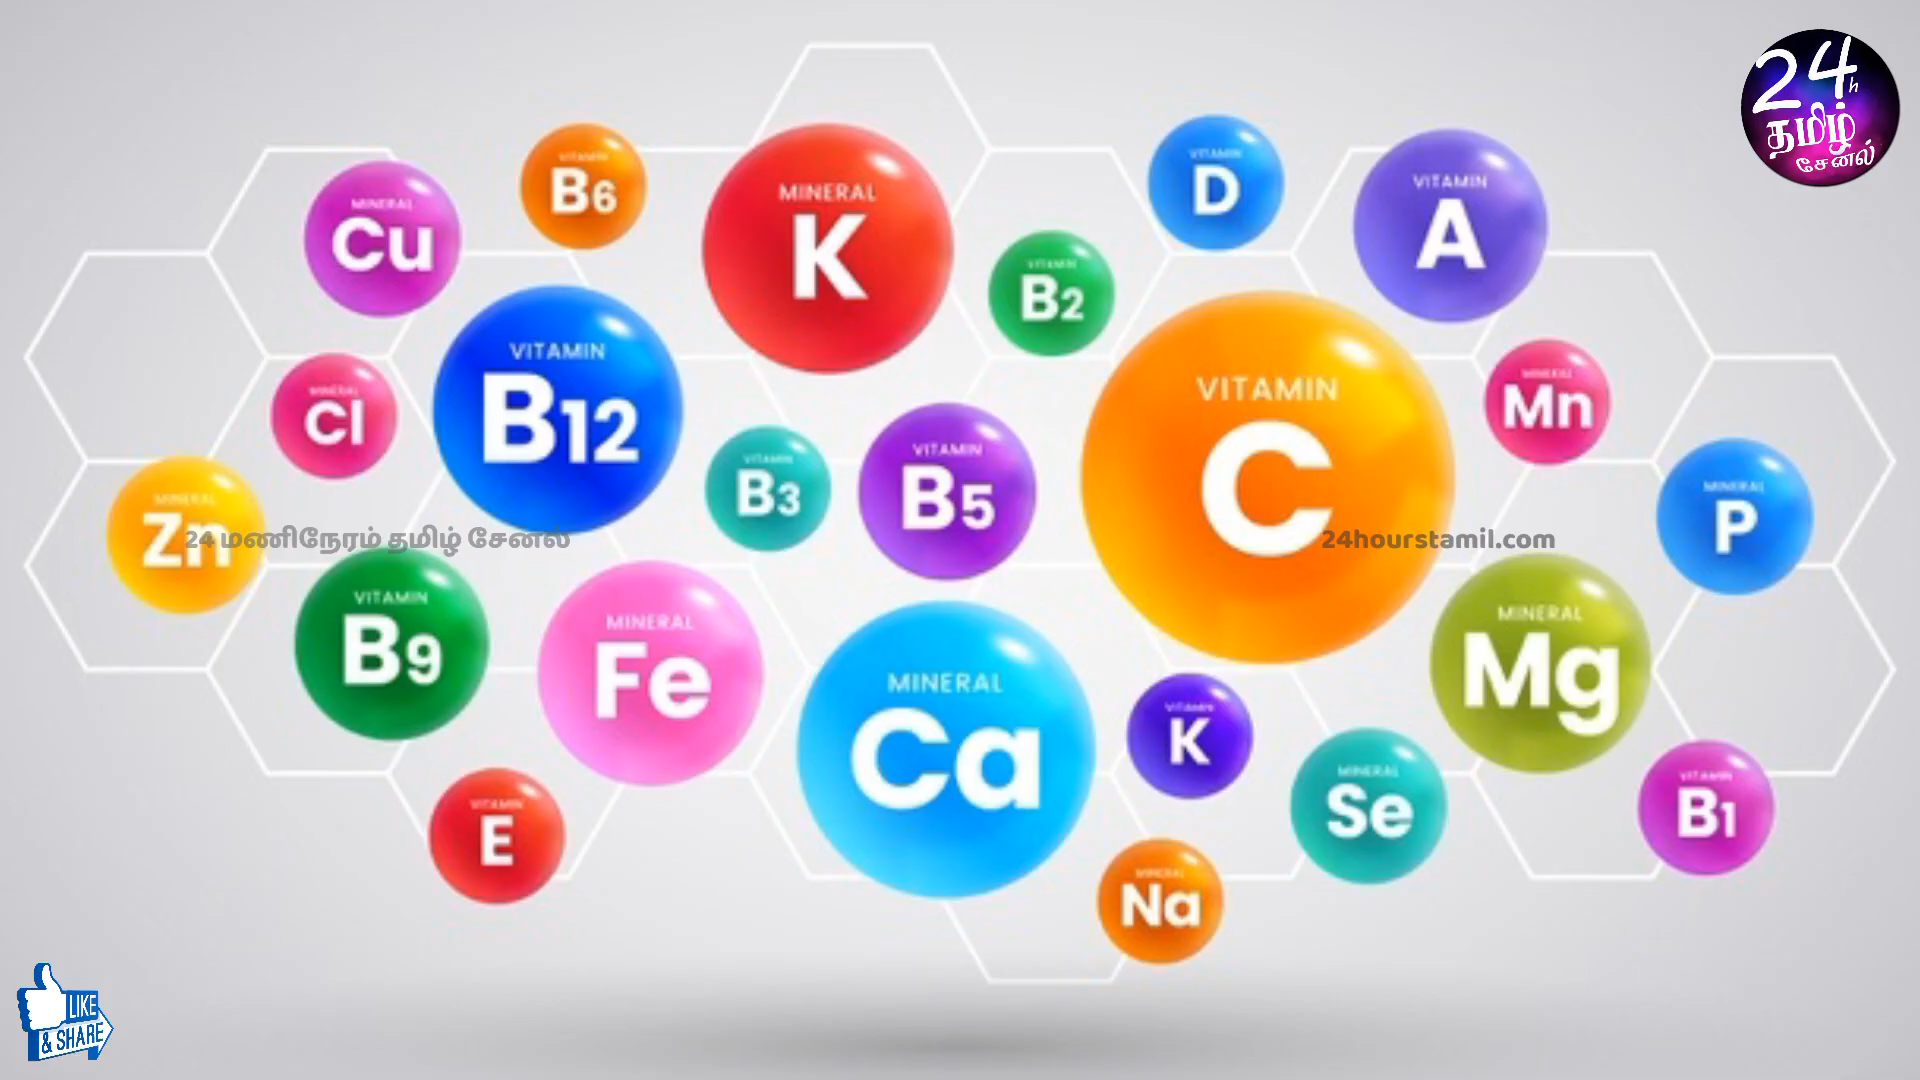 24h
தமிழ்
சேனல்
VITAMIN
D
VITAMIN
B6
MINERAL
K
VITAMIN
A
MINERAL
Cu
VITAMIN
B2
VITAMIN
B12
VITAMIN
C
MINERAL
Mn
MINERAL
Cl
VITAMIN
B3
VITAMIN
B5
MINERAL
P
MINERAL
Zn
24 மணிநேரம் தமிழ் சேனல்
24hourstamil.com
VITAMIN
B9
MINERAL
Fe
MINERAL
Mg
MINERAL
Ca
VITAMIN
K
MINERAL
Se
VITAMIN
B1
VITAMIN
E
MINERAL
Na
LIKE
& SHARE